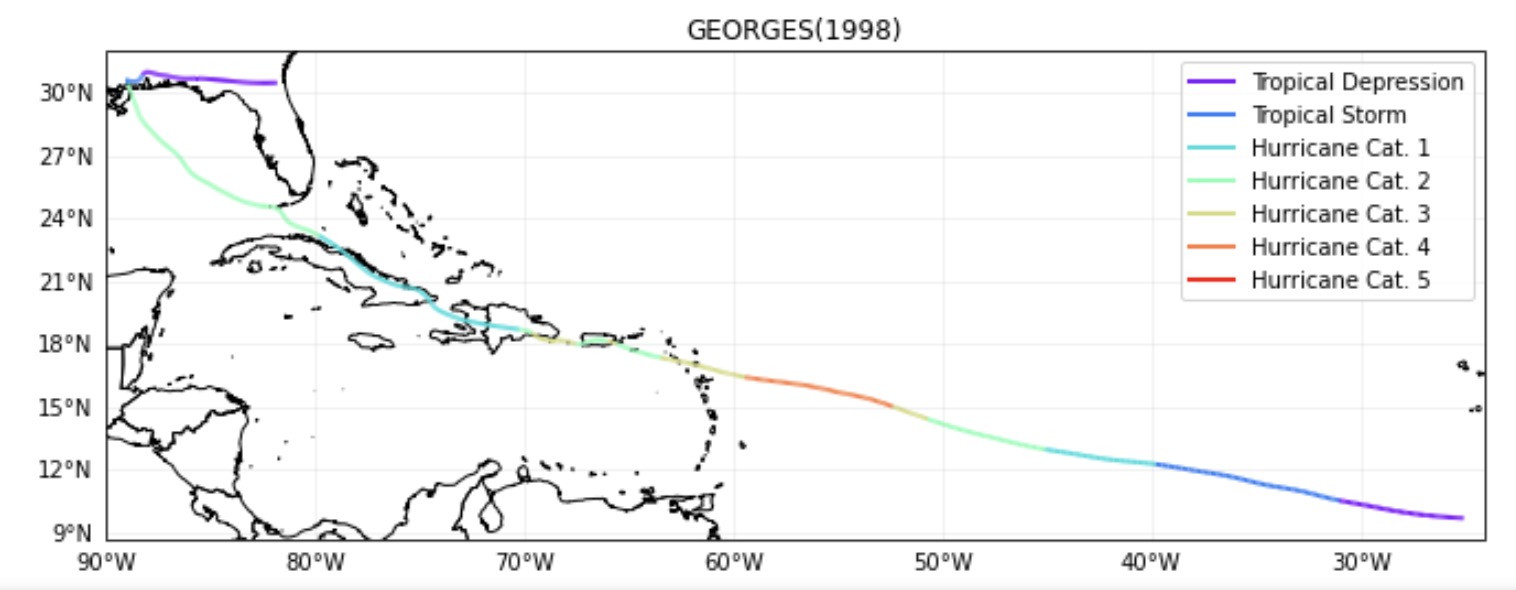 GEORGES(1998)
Tropical Depression
Tropical Storm
Hurricane Cat. 1
Hurricane Cat. 2
Hurricane Cat. 3
Hurricane Cat. 4
Hurricane Cat. 5
30°N
27°N
24°N
21°N
18°N
15°N
12°N
9°N
90°W 80°W 70°W 60°W 50°W 40°W 30°W